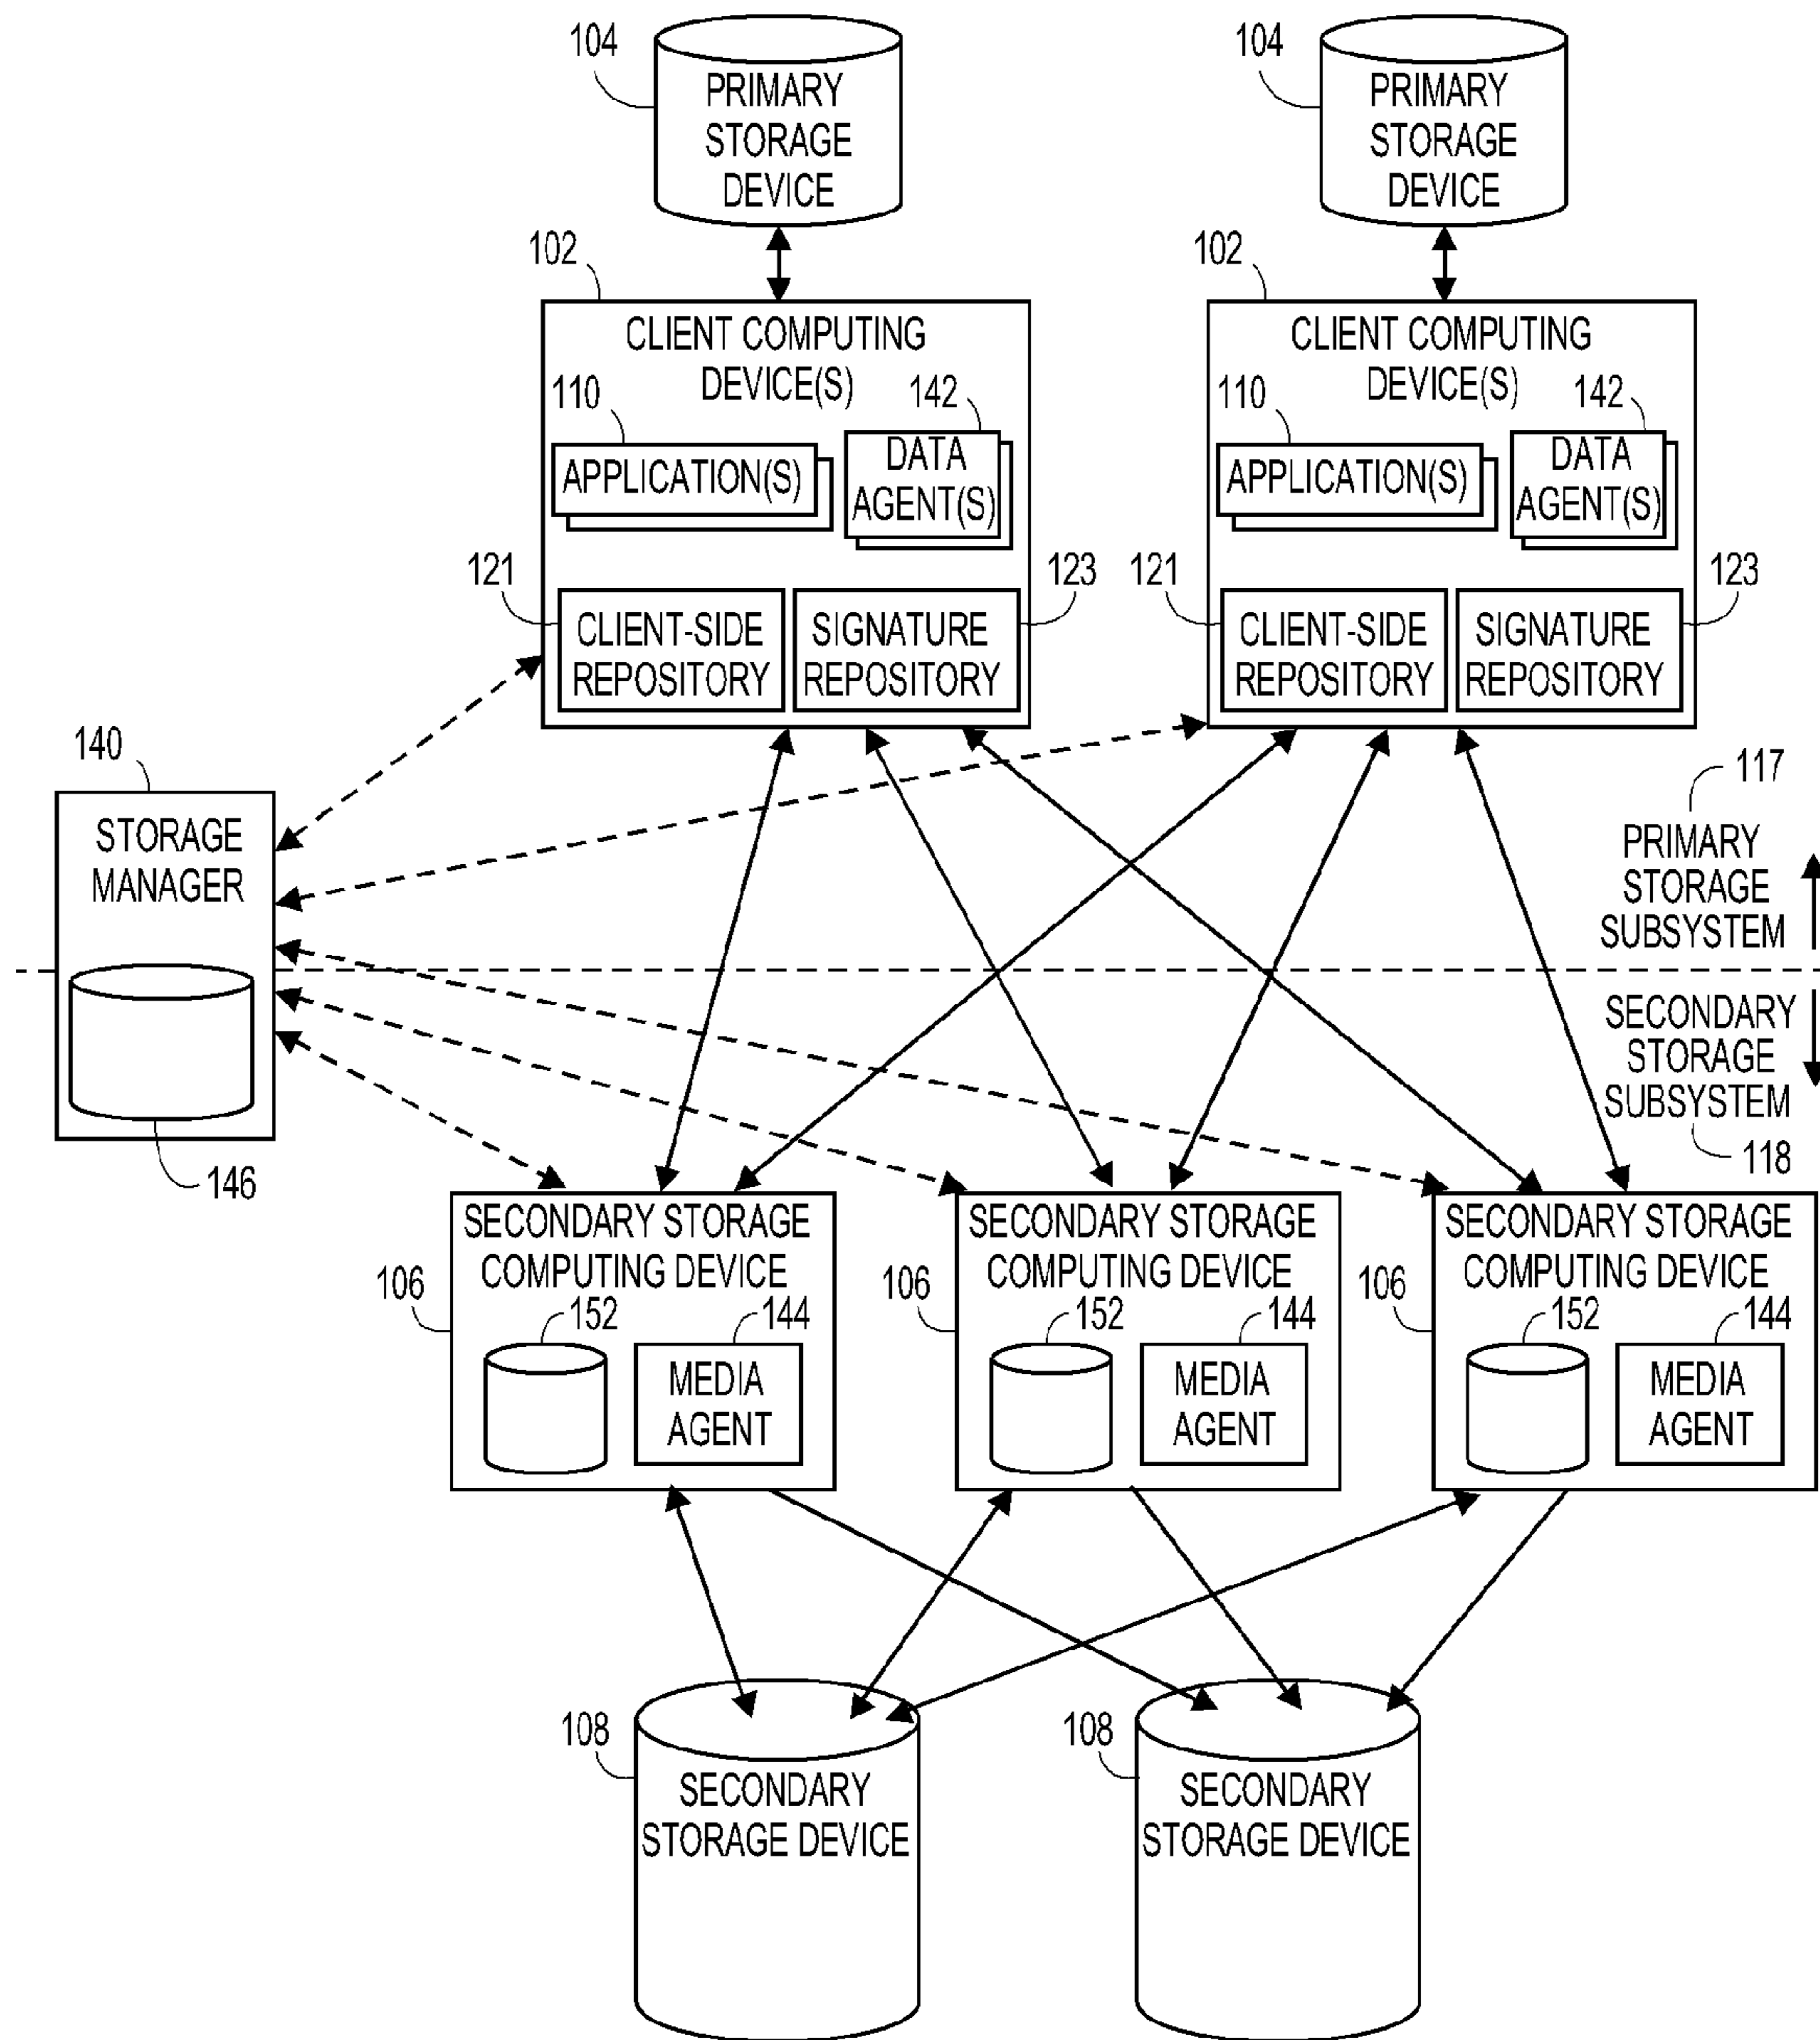 104
PRIMARY
STORAGE
DEVICE
104
PRIMARY
STORAGE
DEVICE
102
CLIENT COMPUTING
DEVICE(S)
110
142
APPLICATION(S)
DATA
AGENT(S)
121
123
CLIENT-SIDE
REPOSITORY
SIGNATURE
REPOSITORY
102
CLIENT COMPUTING
DEVICE(S)
110
142
APPLICATION(S)
DATA
AGENT(S)
121
123
CLIENT-SIDE
REPOSITORY
SIGNATURE
REPOSITORY
140
STORAGE
MANAGER
146
117
PRIMARY
STORAGE
SUBSYSTEM
SECONDARY
STORAGE
SUBSYSTEM
118
SECONDARY STORAGE
COMPUTING DEVICE
106
152
144
MEDIA
AGENT
SECONDARY STORAGE
COMPUTING DEVICE
106
152
144
MEDIA
AGENT
SECONDARY STORAGE
COMPUTING DEVICE
106
152
144
MEDIA
AGENT
108
SECONDARY
STORAGE DEVICE
108
SECONDARY
STORAGE DEVICE